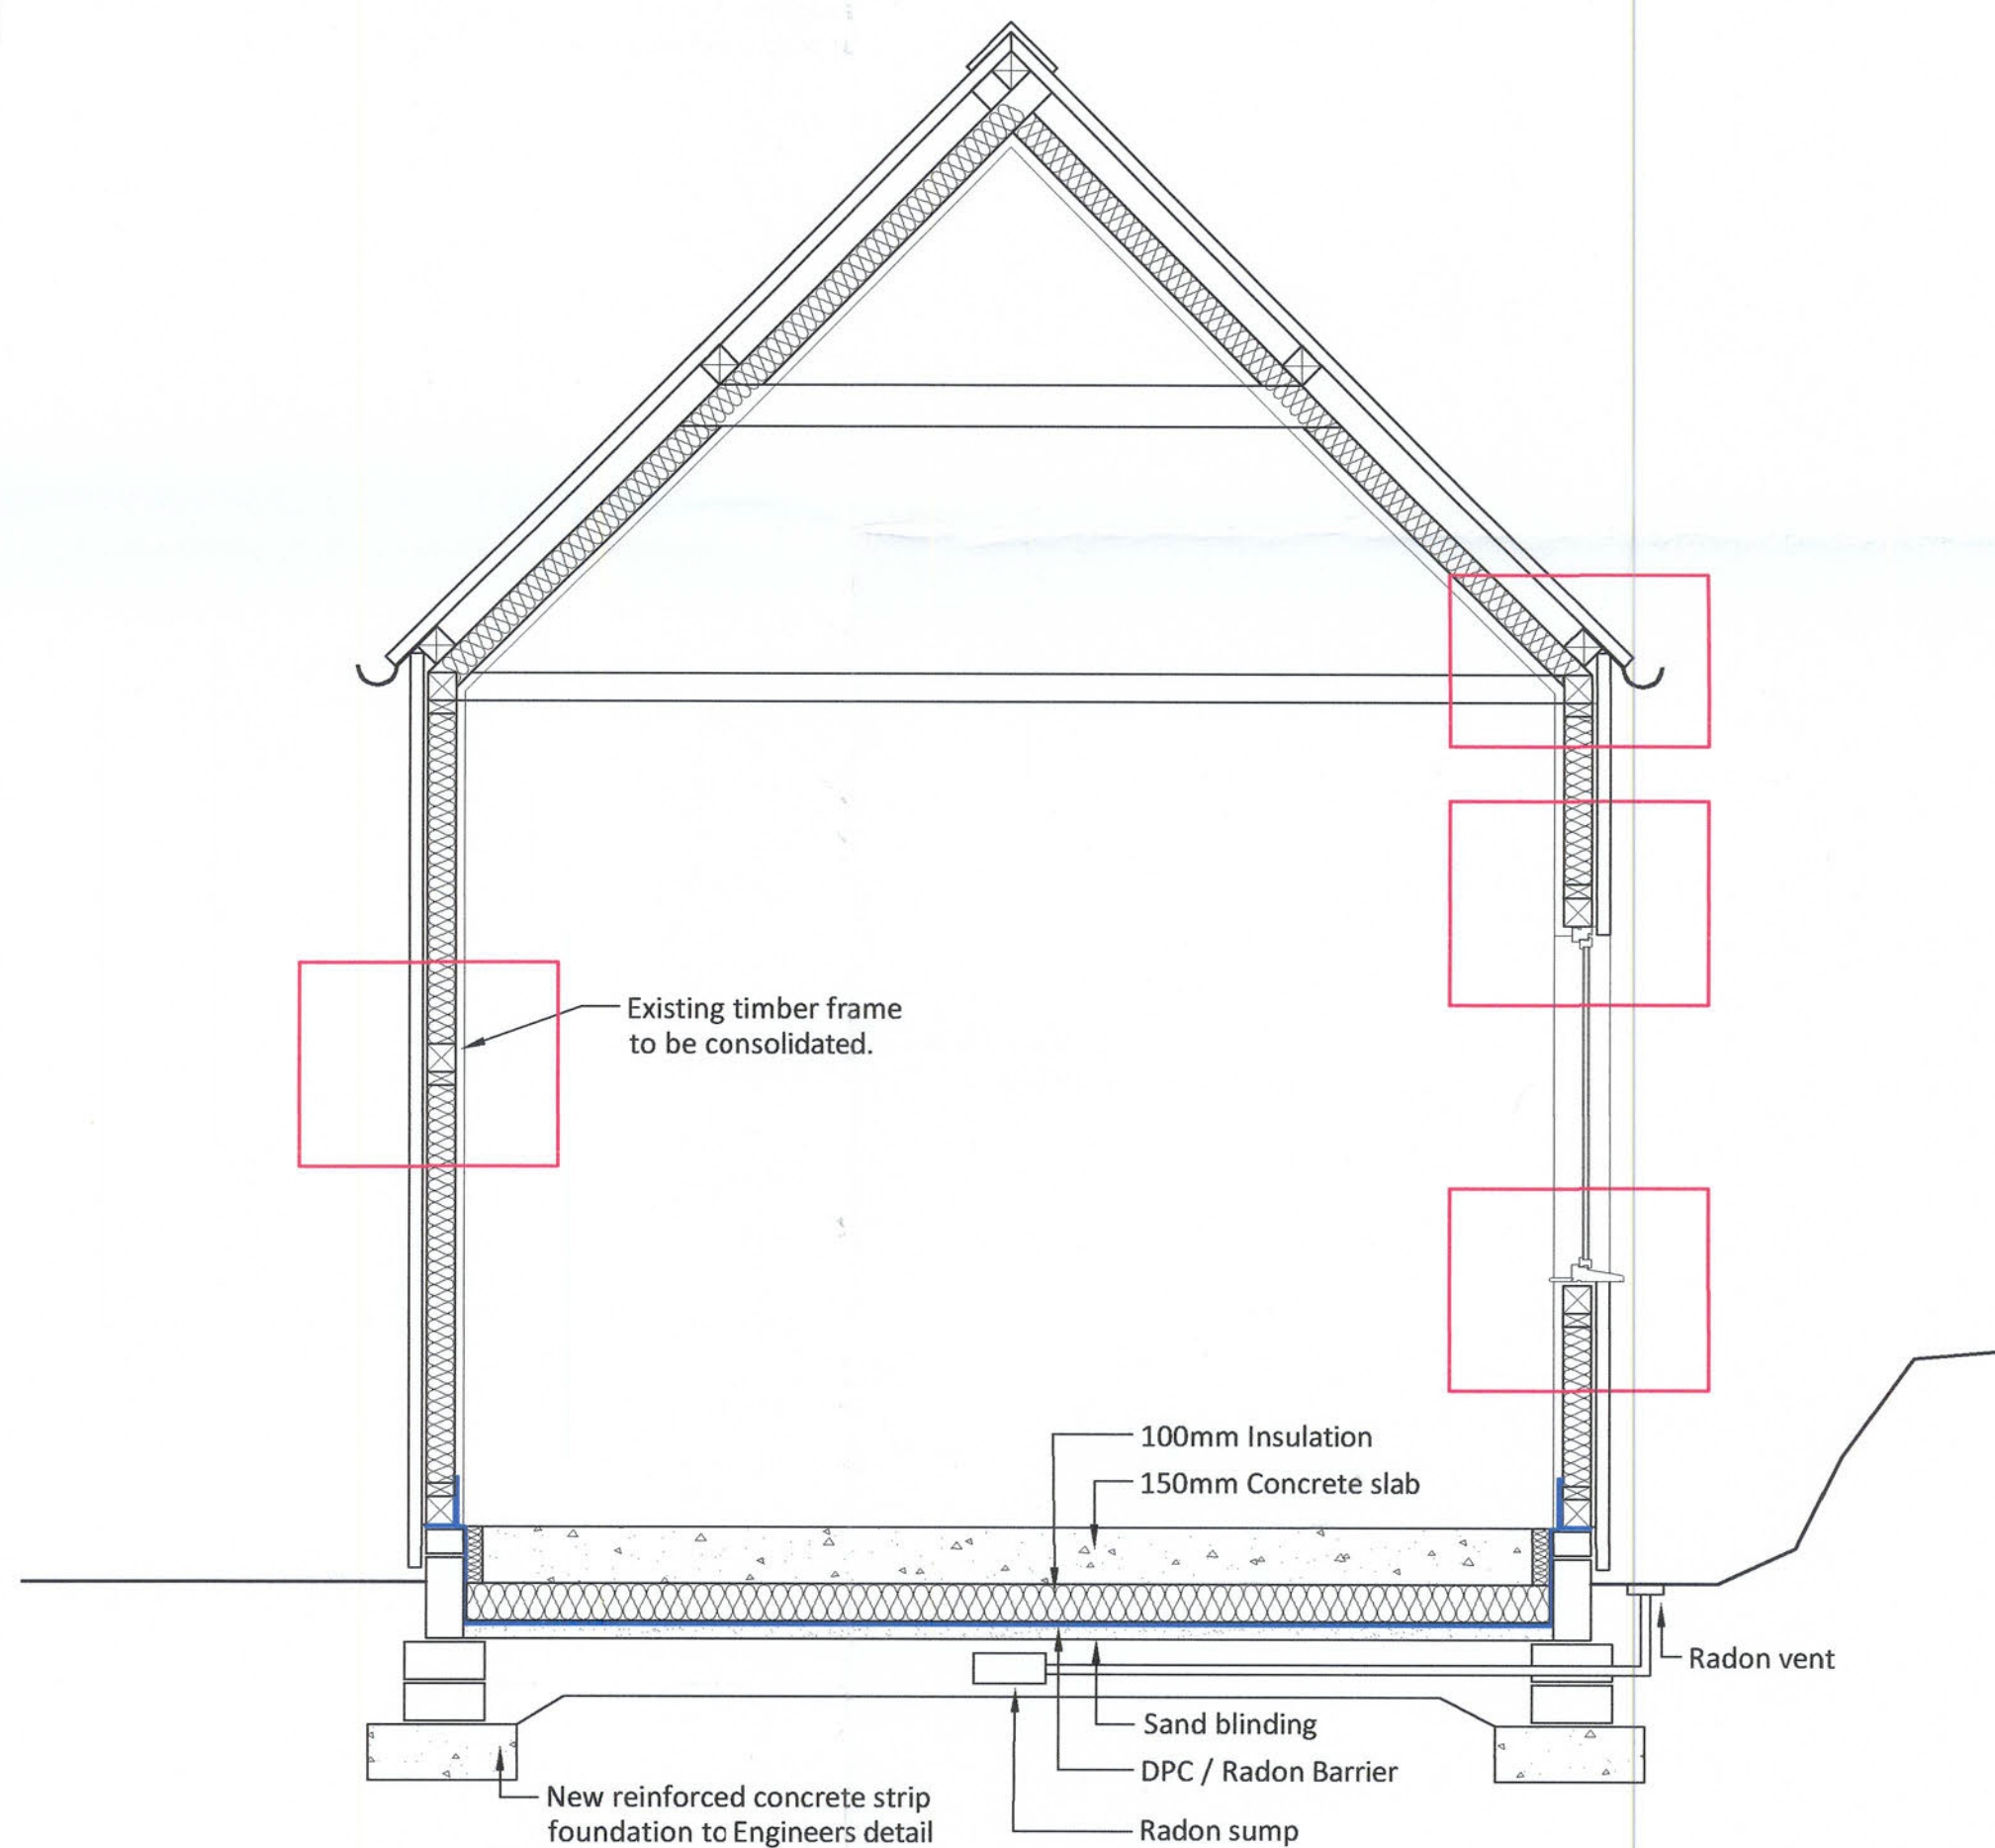 Existing timber frame
to be consolidated.
100mm Insulation
150mm Concrete slab
Radon vent
Sand blinding
DPC / Radon Barrier
New reinforced concrete strip
foundation to Engineers detail
Radon sump